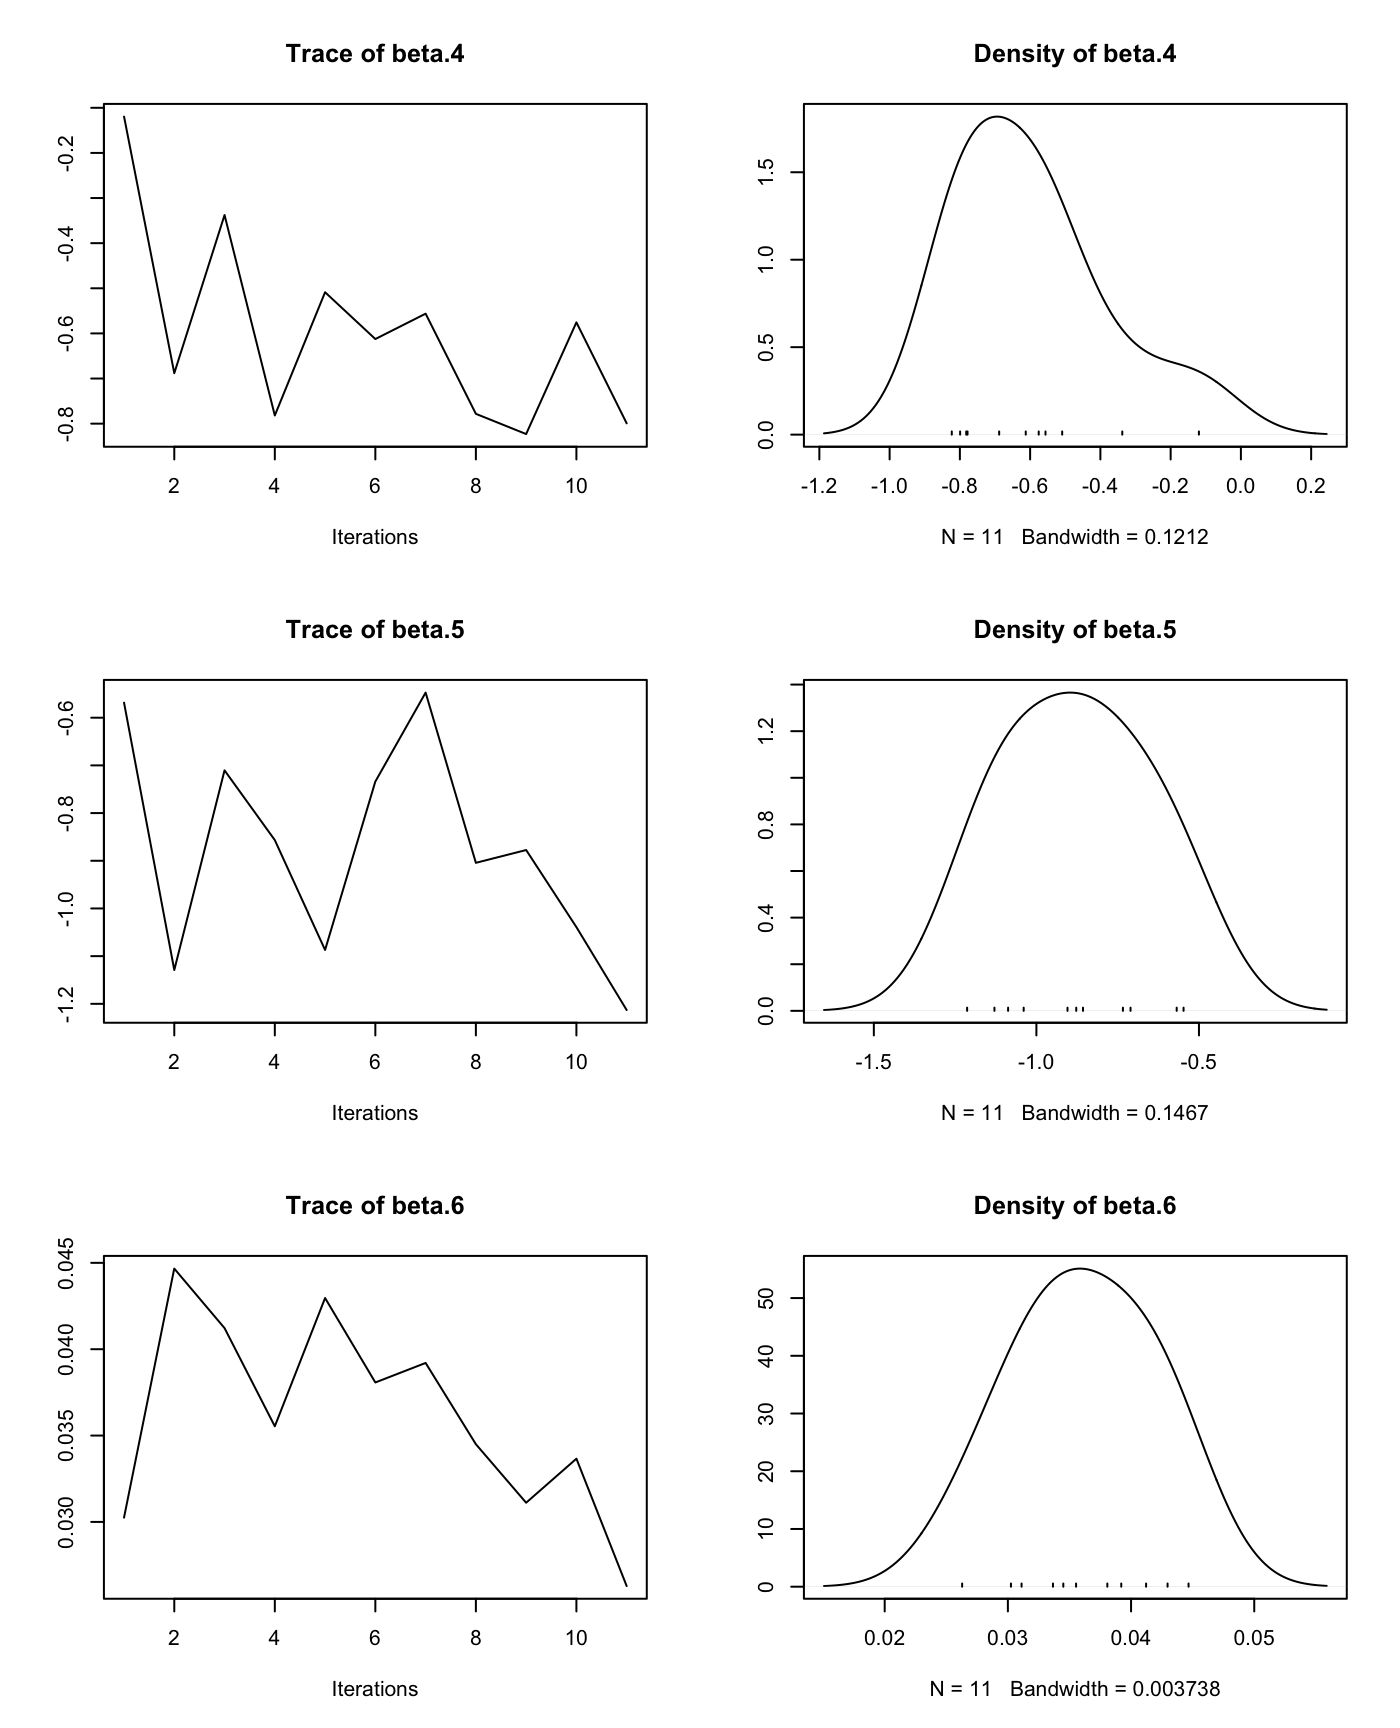 Trace of beta.4
-0.2
-0.4
-0.6
-0.8
2 4 6 8 10
Iterations
Density of beta.4
1.5
1.0
0.5
0.0
-1.2 -1.0 -0.8 -0.6 -0.4 -0.2 0.0 0.2
N = 11 Bandwidth = 0.1212
Trace of beta.5
-0.6
-0.8
-1.0
-1.2
2 4 6 8 10
Iterations
Density of beta.5
1.2
0.8
0.4
0.0
-1.5 -1.0 -0.5
N = 11 Bandwidth = 0.1467
Trace of beta.6
0.045
0.040
0.035
0.030
2 4 6 8 10
Iterations
Density of beta.6
50
40
30
20
10
0
0.02 0.03 0.04 0.05
N = 11 Bandwidth = 0.003738